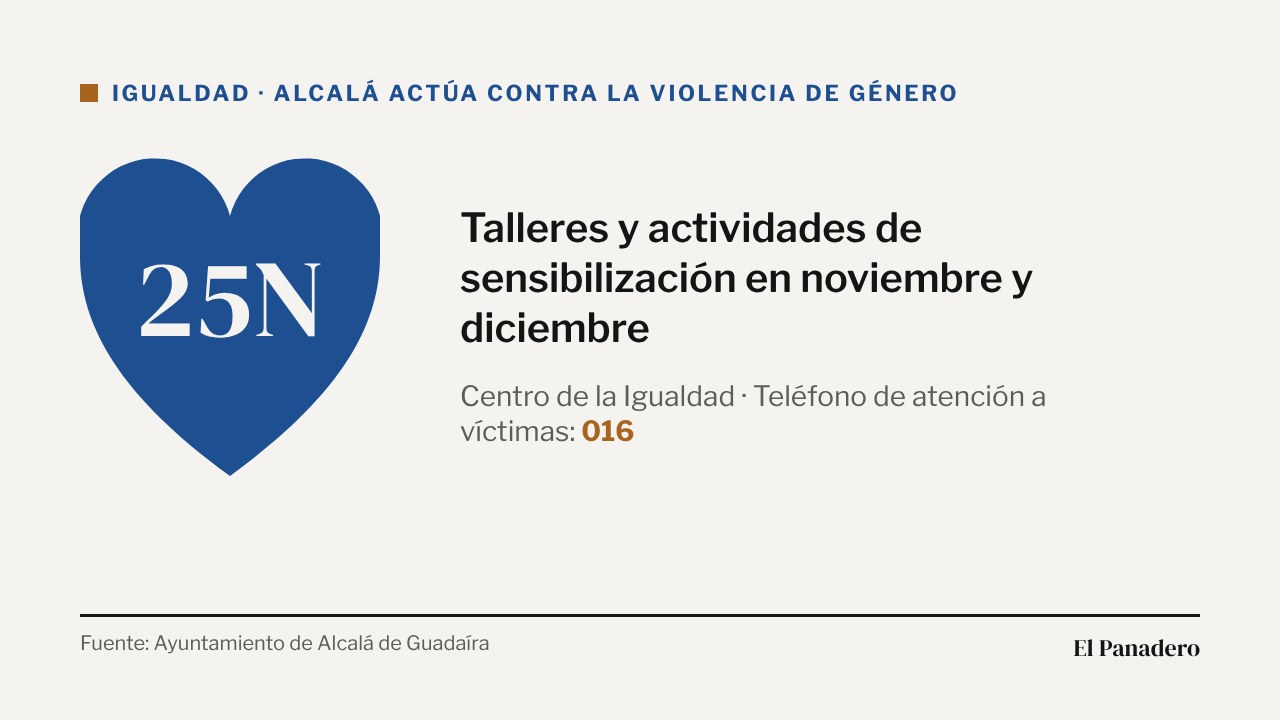 IGUALDAD · ALCALÁ ACTÚA CONTRA LA VIOLENCIA DE GÉNERO
25N
Talleres y actividades de
sensibilización en noviembre y
diciembre
Centro de la Igualdad · Teléfono de atención a
víctimas: 016
Fuente: Ayuntamiento de Alcalá de Guadaíra
El Panadero